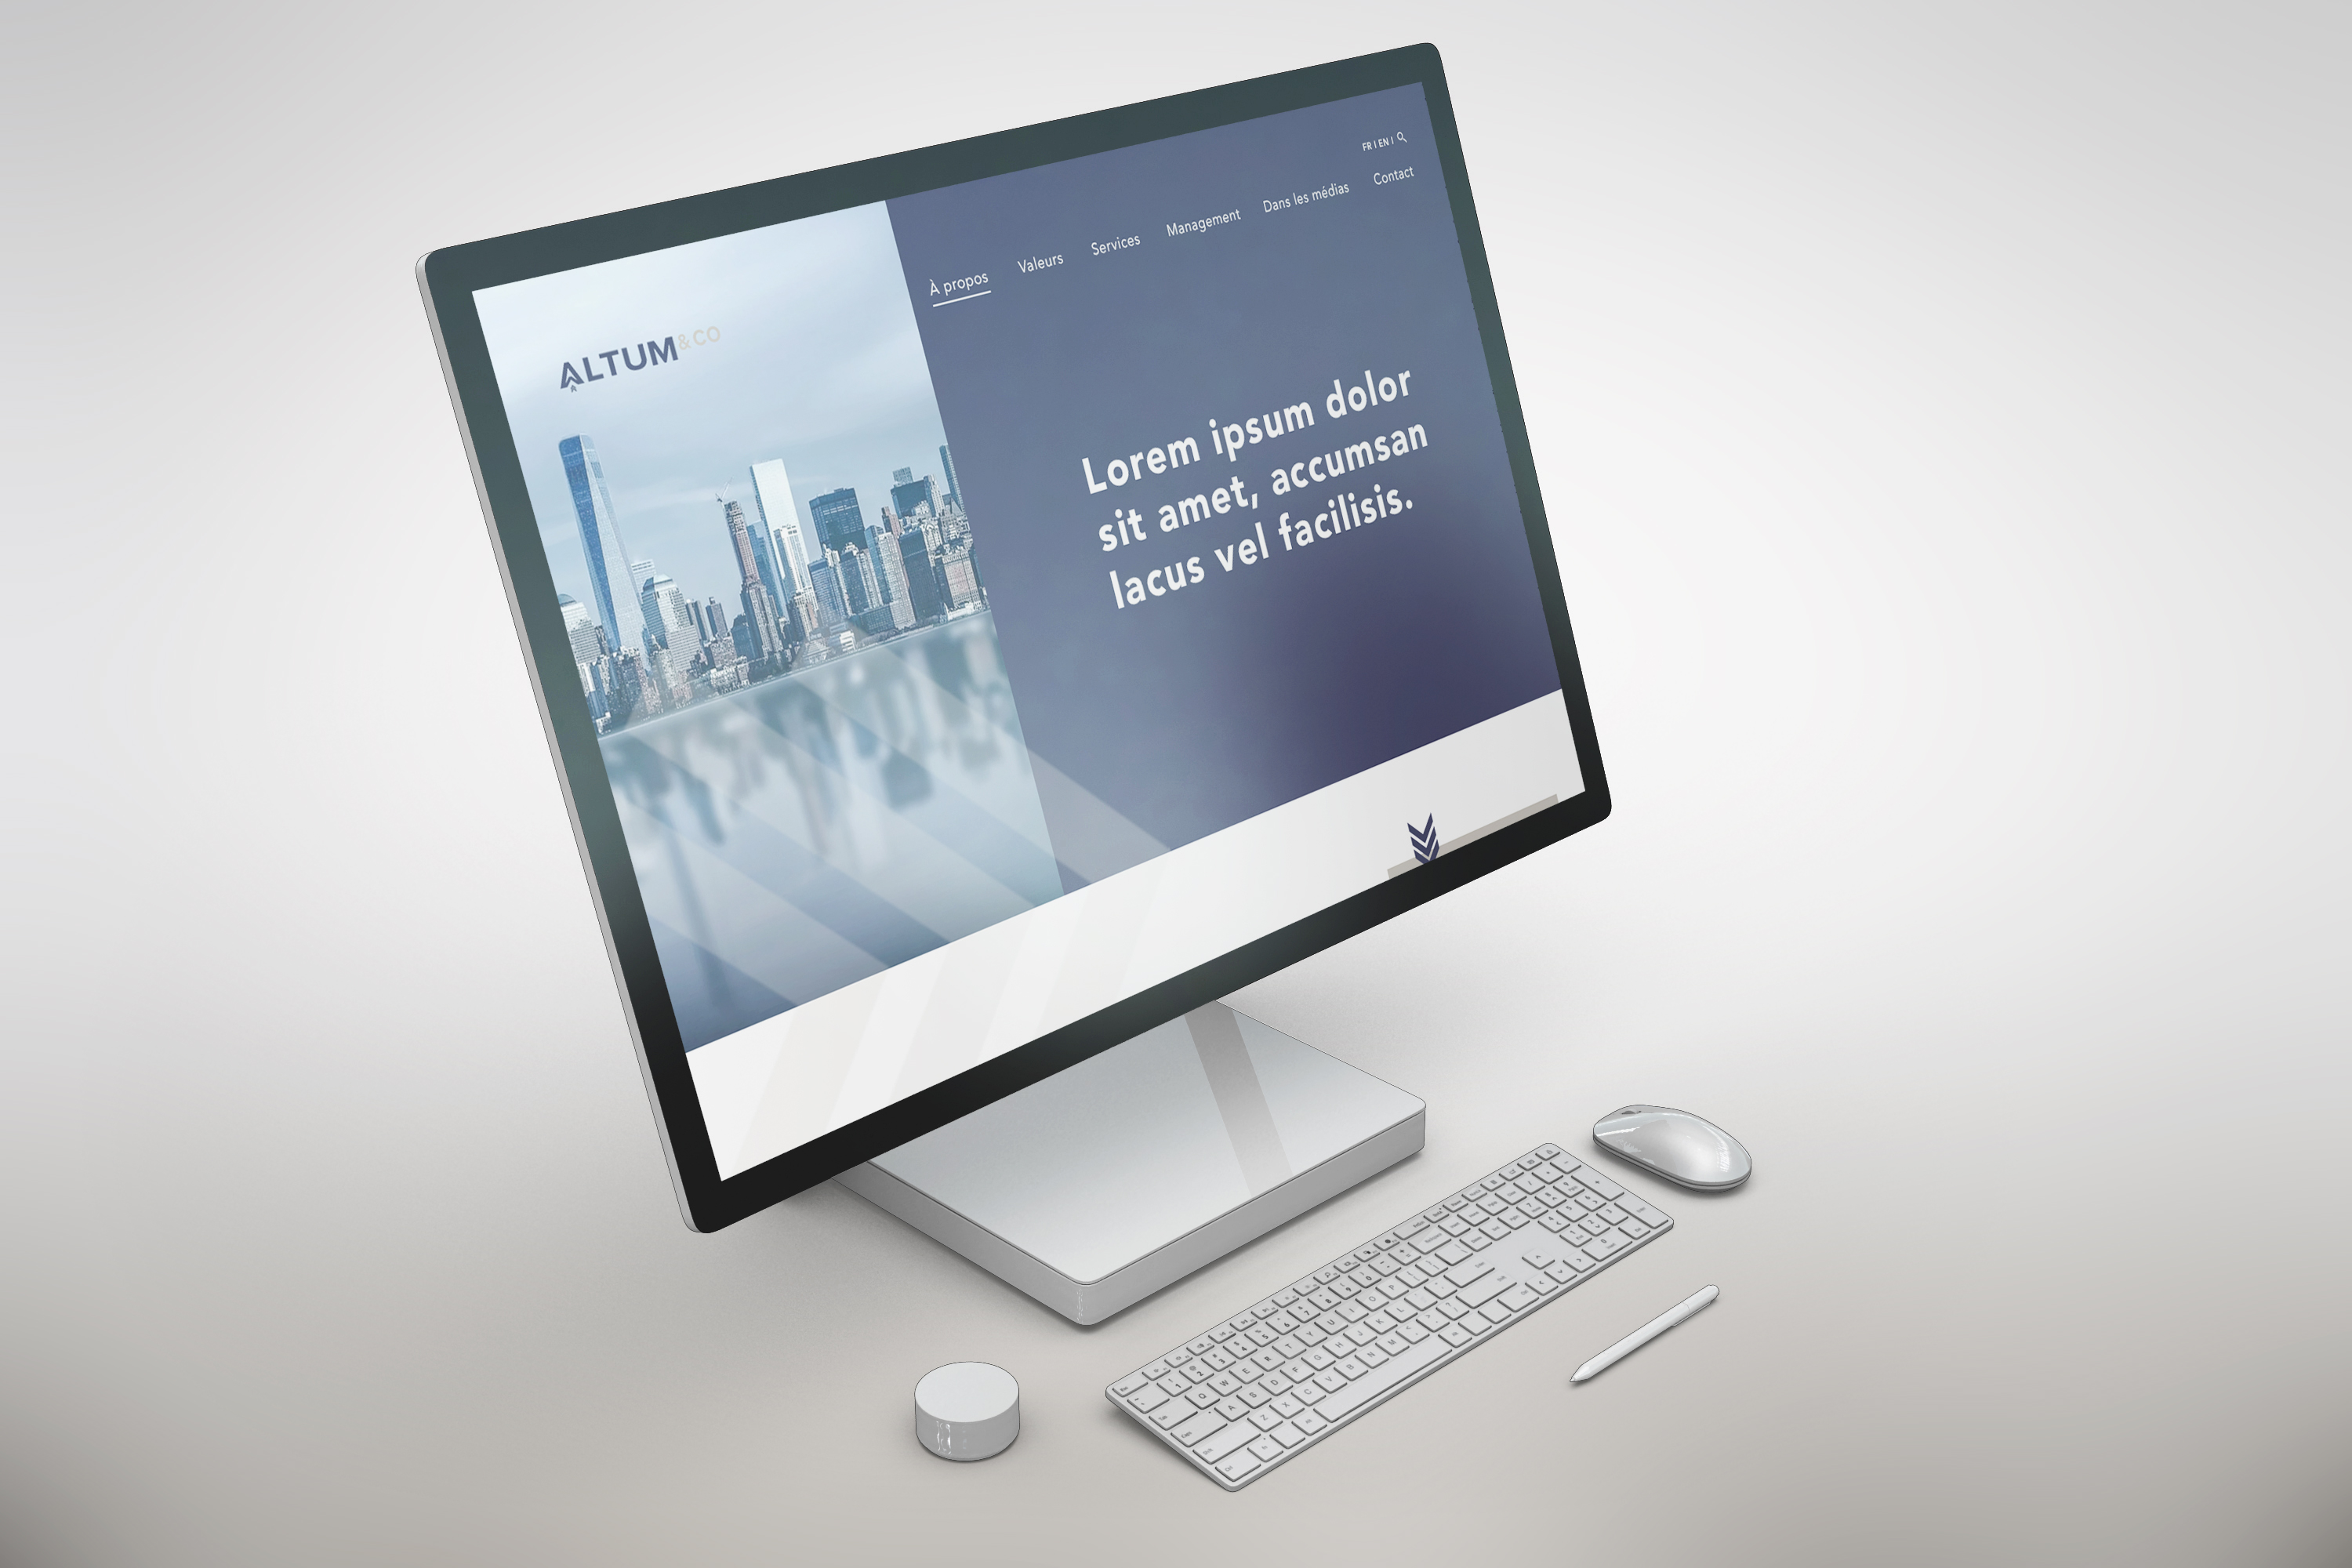 FR | EN |
À propos Valeurs Services Management Dans les médias Contact
ALTUM&CO
Lorem ipsum dolor
sit amet, accumsan
lacus vel facilisis.